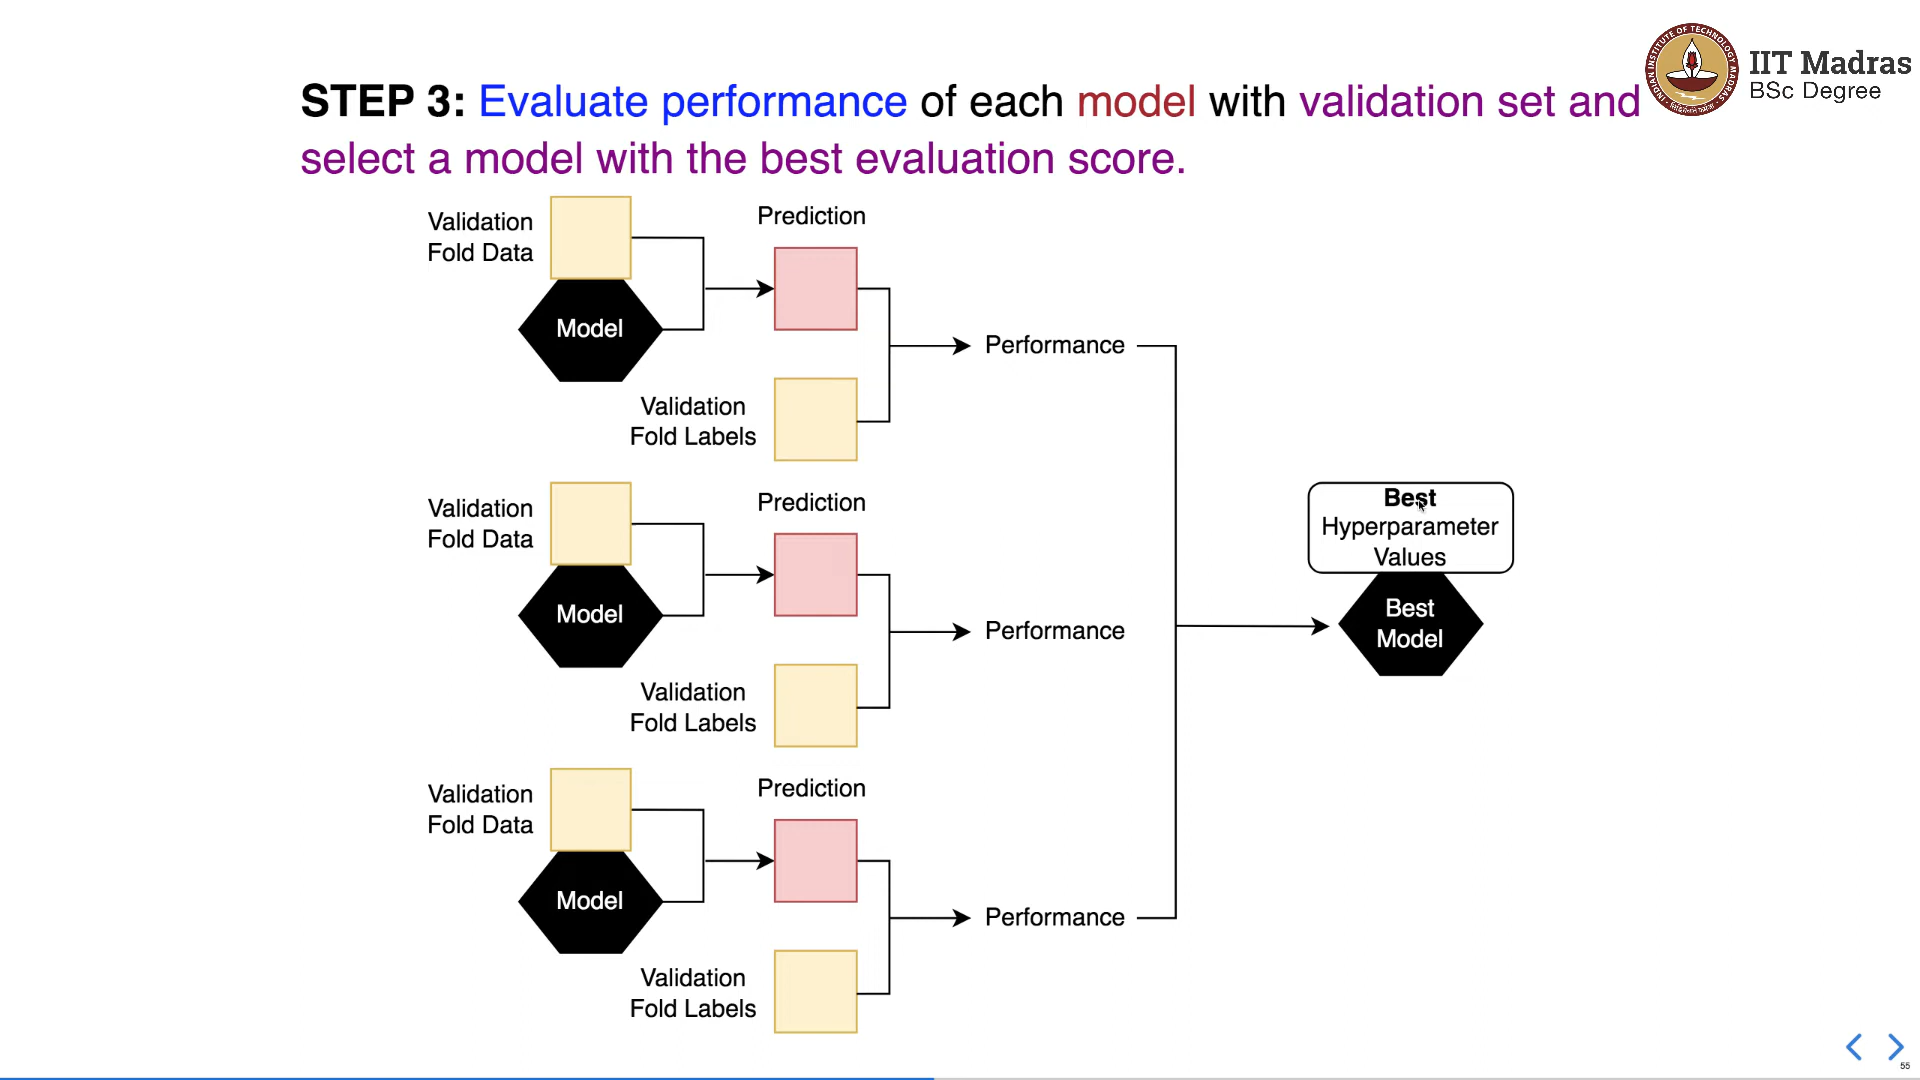 IIT Madras
BSc Degree
STEP 3: Evaluate performance of each model with validation set and
select a model with the best evaluation score.
Validation
Fold Data
Model
Prediction
Validation
Fold Labels
Performance
Validation
Fold Data
Model
Prediction
Validation
Fold Labels
Performance
Validation
Fold Data
Model
Prediction
Validation
Fold Labels
Performance
Best
Hyperparameter
Values
Best
Model
55